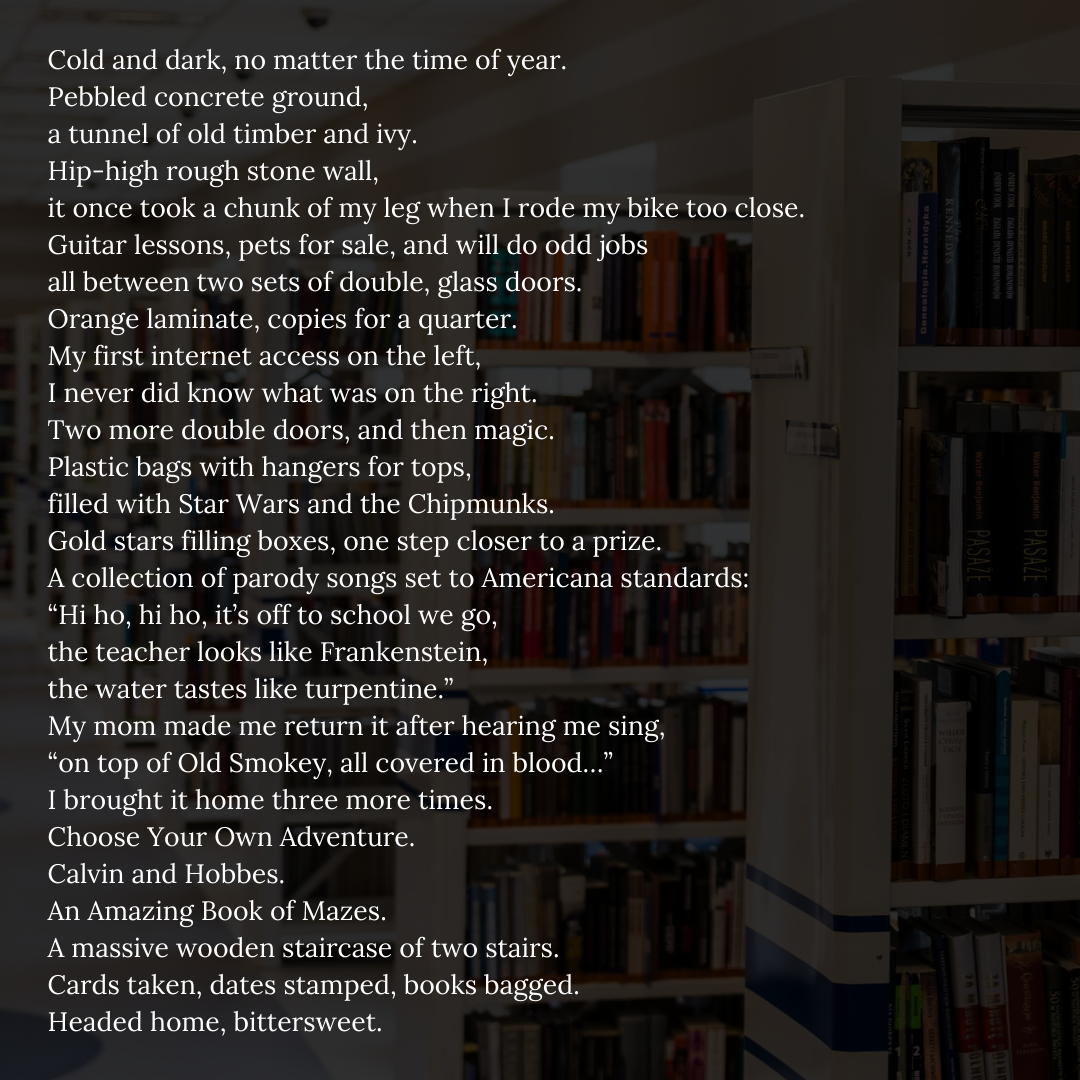 Cold and dark, no matter the time of year.
Pebbled concrete ground,
a tunnel of old timber and ivy.
Hip-high rough stone wall,
it once took a chunk of my leg when I rode my bike too close.
Guitar lessons, pets for sale, and will do odd jobs
all between two sets of double, glass doors.
Orange laminate, copies for a quarter.
My first internet access on the left,
I never did know what was on the right.
Two more double doors, and then magic.
Plastic bags with hangers for tops,
filled with Star Wars and the Chipmunks.
Gold stars filling boxes, one step closer to a prize.
A collection of parody songs set to Americana standards:
“Hi ho, hi ho, it’s off to school we go,
the teacher looks like Frankenstein,
the water tastes like turpentine.”
My mom made me return it after hearing me sing,
“on top of Old Smokey, all covered in blood…”
I brought it home three more times.
Choose Your Own Adventure.
Calvin and Hobbes.
An Amazing Book of Mazes.
A massive wooden staircase of two stairs.
Cards taken, dates stamped, books bagged.
Headed home, bittersweet.
KENNEDYS
Walter Benjamin
PASAŻE
Walter Benjamin
PASAŻE